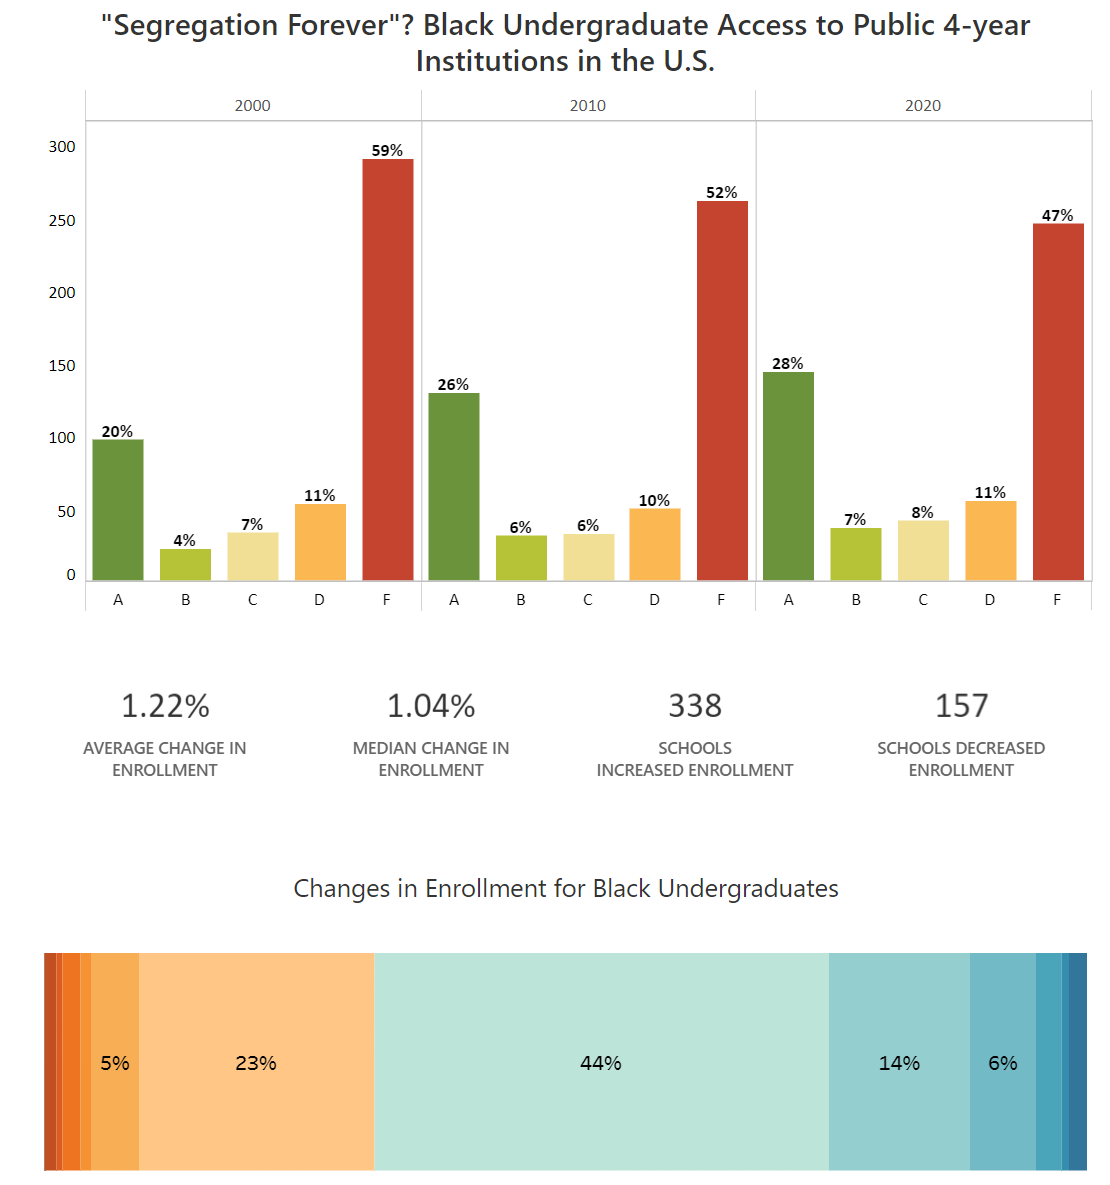 "Segregation Forever"? Black Undergraduate Access to Public 4-year
Institutions in the U.S.
2000 2010 2020
300
250
200
150
100
50
0
20% 4% 7% 11% 59% 26% 6% 6% 10% 52% 28% 7% 8% 11% 47%
A B C D F A B C D F A B C D F
1.22% 1.04% 338 157
AVERAGE CHANGE IN MEDIAN CHANGE IN SCHOOLS SCHOOLS DECREASED
ENROLLMENT ENROLLMENT INCREASED ENROLLMENT ENROLLMENT
Changes in Enrollment for Black Undergraduates
5% 23% 44% 14% 6%